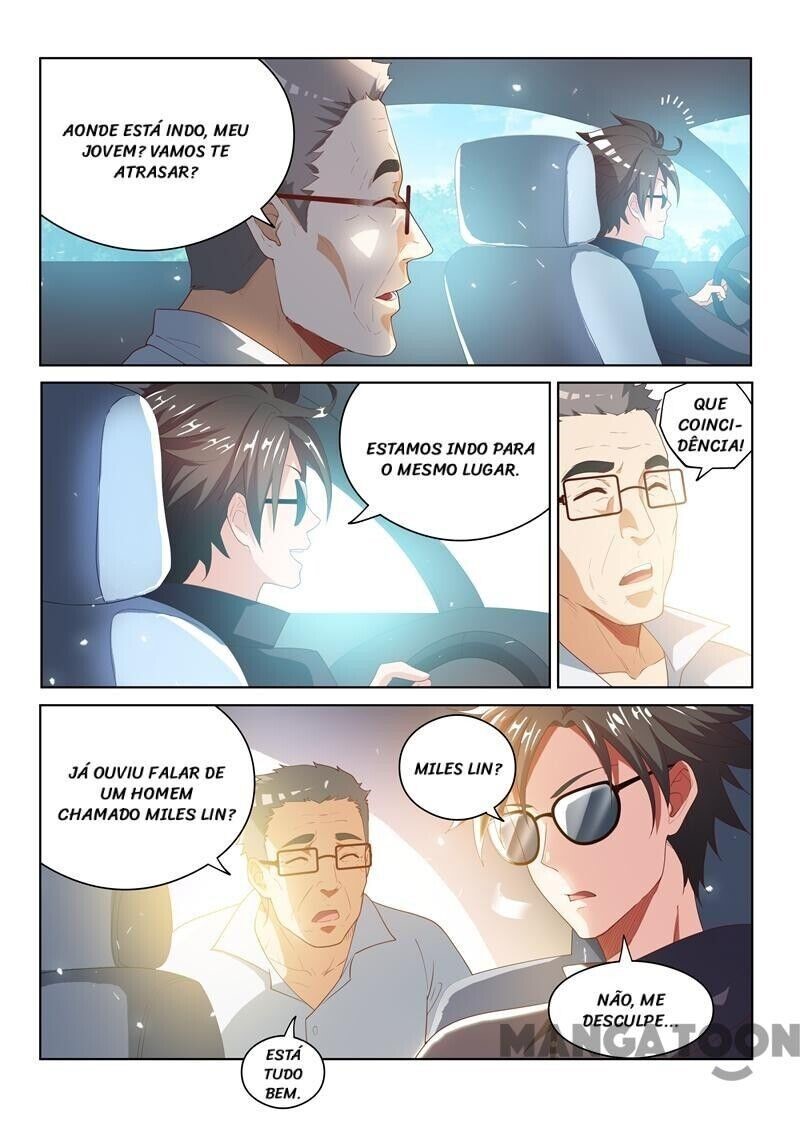 AONDE ESTÁ INDO, MEU
JOVEM? VAMOS TE
ATRASAR?
ESTAMOS INDO PARA
O MESMO LUGAR.
QUE
COINCI-
DÊNCIA!
JÁ OUVIU FALAR DE
UM HOMEM
CHAMADO MILES LIN?
MILES LIN?
NÃO, ME
DESCULPE...
ESTÁ
TUDO
BEM.
MANGATOON